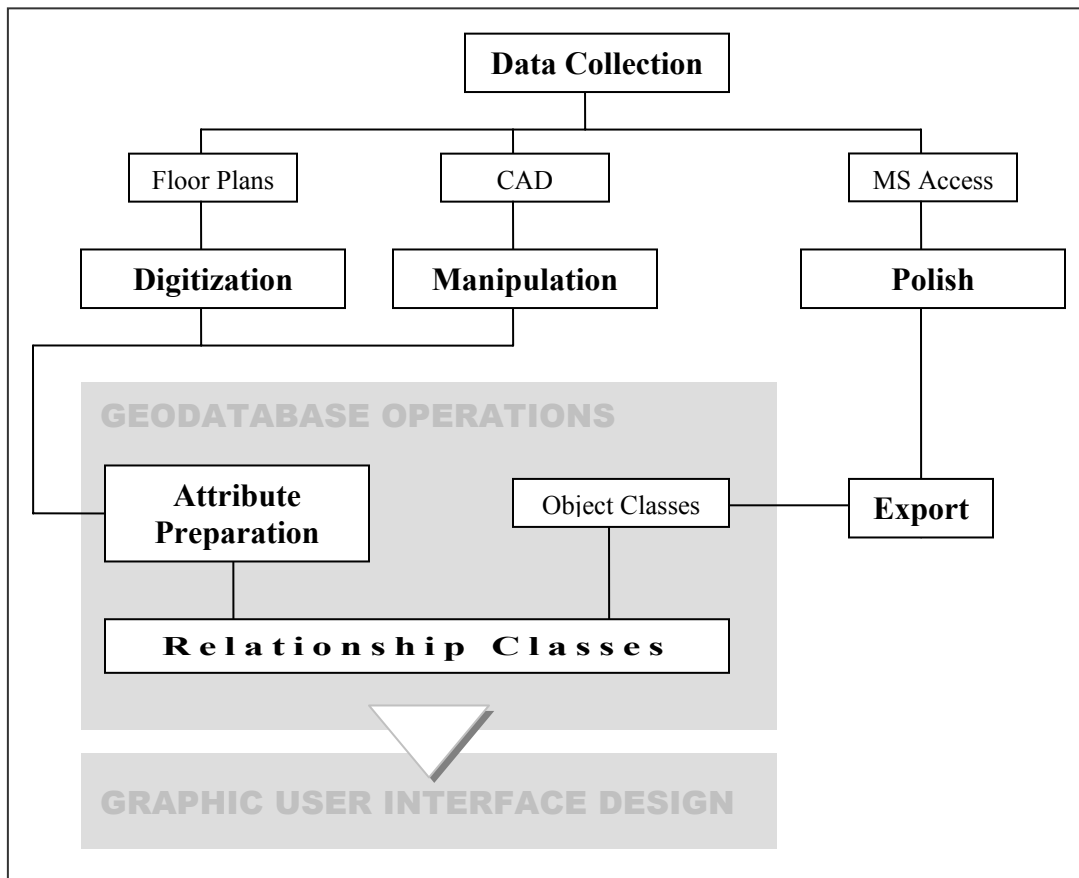 Data Collection
Floor Plans
CAD
MS Access
Digitization
Manipulation
Polish
GEODATABASE OPERATIONS
Attribute
Preparation
Object Classes
Export
Relationship Classes
GRAPHIC USER INTERFACE DESIGN